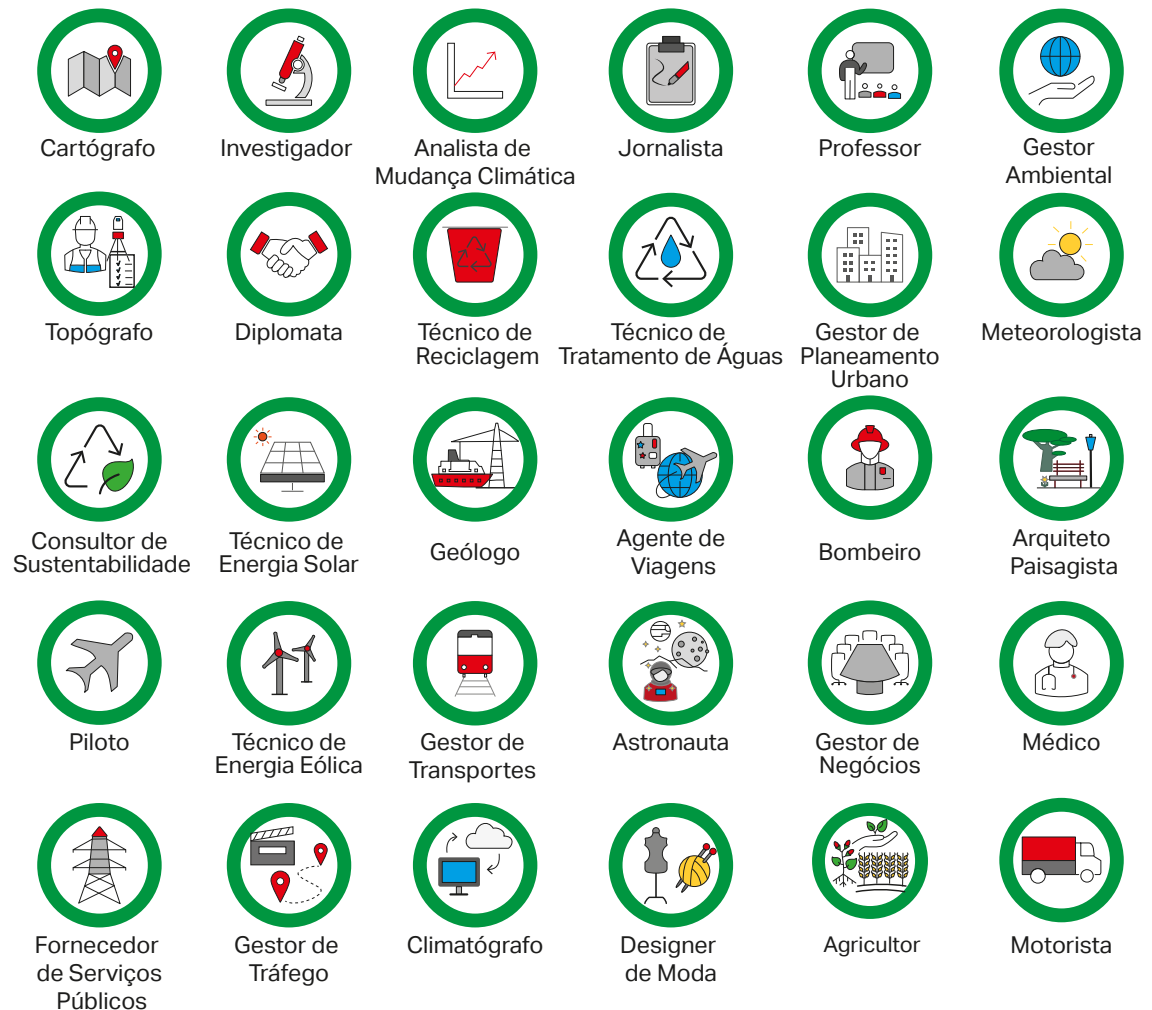 Cartógrafo
Investigador
Analista de
Mudança Climática
Jornalista
Professor
Gestor
Ambiental
Topógrafo
Diplomata
Técnico de
Reciclagem
Técnico de
Tratamento de Águas
Gestor de
Planeamento
Urbano
Meteorologista
Consultor de
Sustentabilidade
Técnico de
Energia Solar
Geólogo
Agente de
Viagens
Bombeiro
Arquiteto
Paisagista
Piloto
Técnico de
Energia Eólica
Gestor de
Transportes
Astronauta
Gestor de
Negócios
Médico
Fornecedor
de Serviços
Públicos
Gestor de
Tráfego
Climatógrafo
Designer
de Moda
Agricultor
Motorista